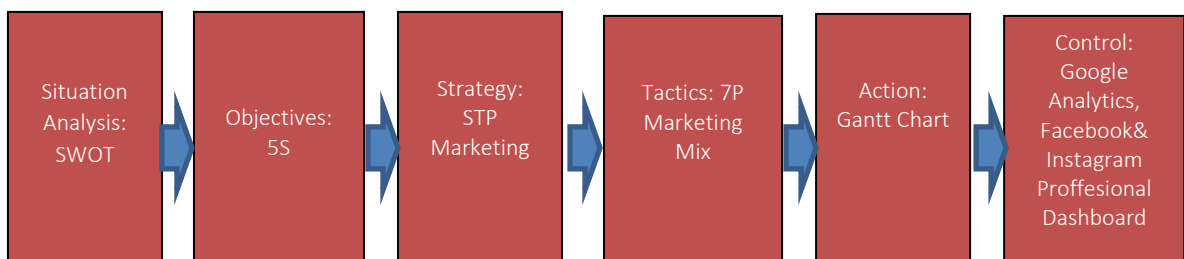 Situation
Analysis:
SWOT
Objectives:
5S
Strategy:
STP
Marketing
Tactics: 7P
Marketing
Mix
Action:
Gantt Chart
Control:
Google
Analytics,
Facebook&
Instagram
Proffesional
Dashboard